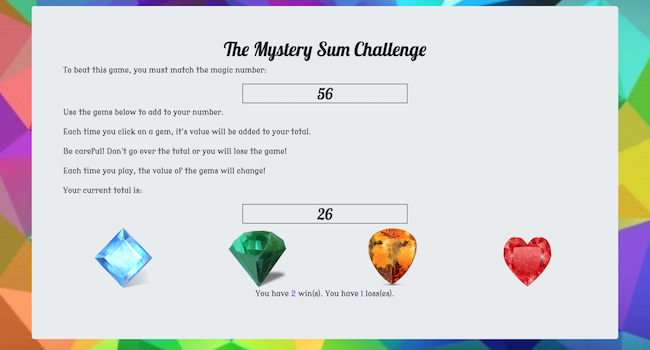 The Mystery Sum Challenge
To beat this game, you must match the magic number:
56
Use the gems below to add to your number.
Each time you click on a gem, it's value will be added to your total.
Be careful! Don't go over the total or you will lose the game!
Each time you play, the value of the gems will change!
Your current total is:
26
You have 2 win(s). You have 1 loss(es).